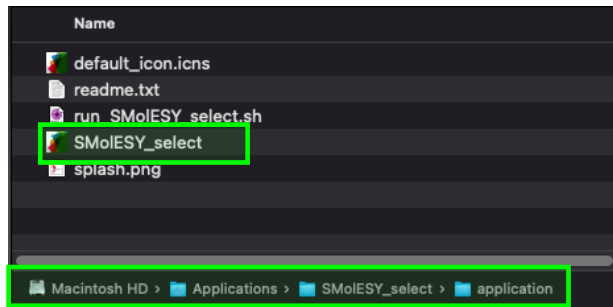 Name
default_icon.icns
readme.txt
run_SMolESY_select.sh
SMolESY_select
splash.png
Macintosh HD › Applications › SMolESY_select › application